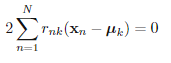 $2 \sum_{n=1}^{N} r_{nk}(\mathbf{x}_n - \boldsymbol{\mu}_k) = 0$